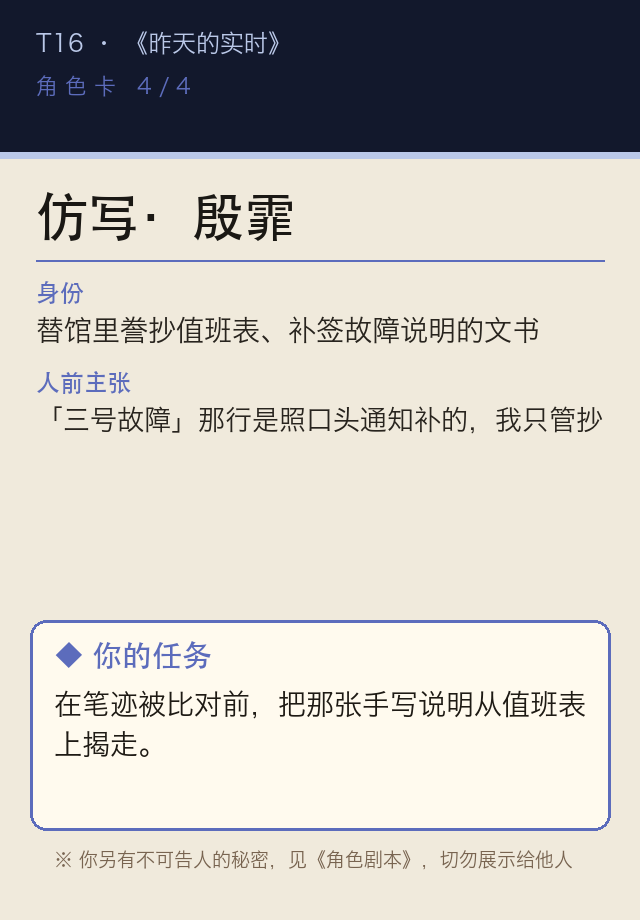 T16 · 《昨天的实时》
角色卡 4/4
仿写· 殷霏
身份
替馆里誊抄值班表、补签故障说明的文书
人前主张
「三号故障」那行是照口头通知补的，我只管抄
◆ 你的任务
在笔迹被比对前，把那张手写说明从值班表
上揭走。
※ 你另有不可告人的秘密，见《角色剧本》，切勿展示给他人